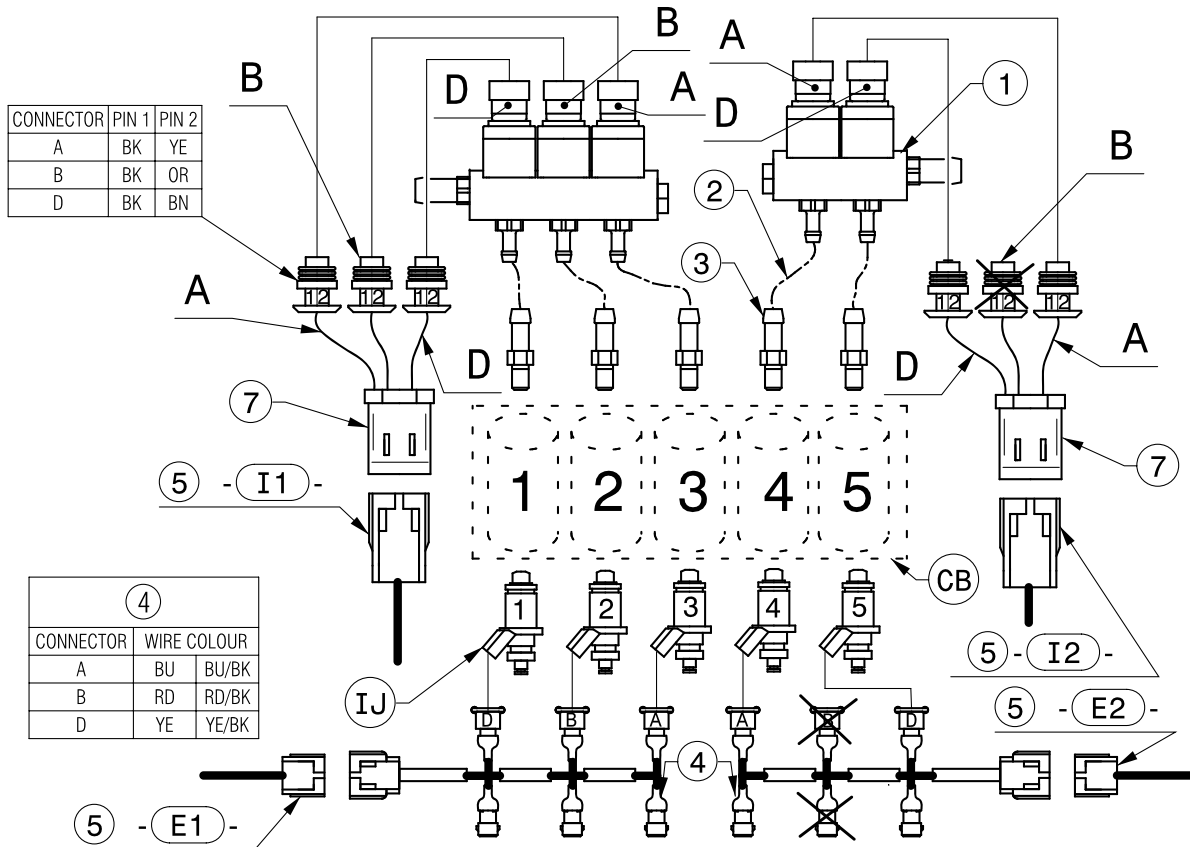 B
A
B
D
A
D
1
CONNECTOR PIN 1 PIN 2
A BK YE
B BK OR
D BK BN
B
B
2
3
12
12
12
12
12
12
A
D
D
A
7
7
1 2 3 4 5
5 - I1 -
CB
4
CONNECTOR WIRE COLOUR
A BU BU/BK
B RD RD/BK
D YE YE/BK
1 2 3 4 5
5 - I2 -
IJ
5 - E2 -
D B A A B D
4
5 - E1 -